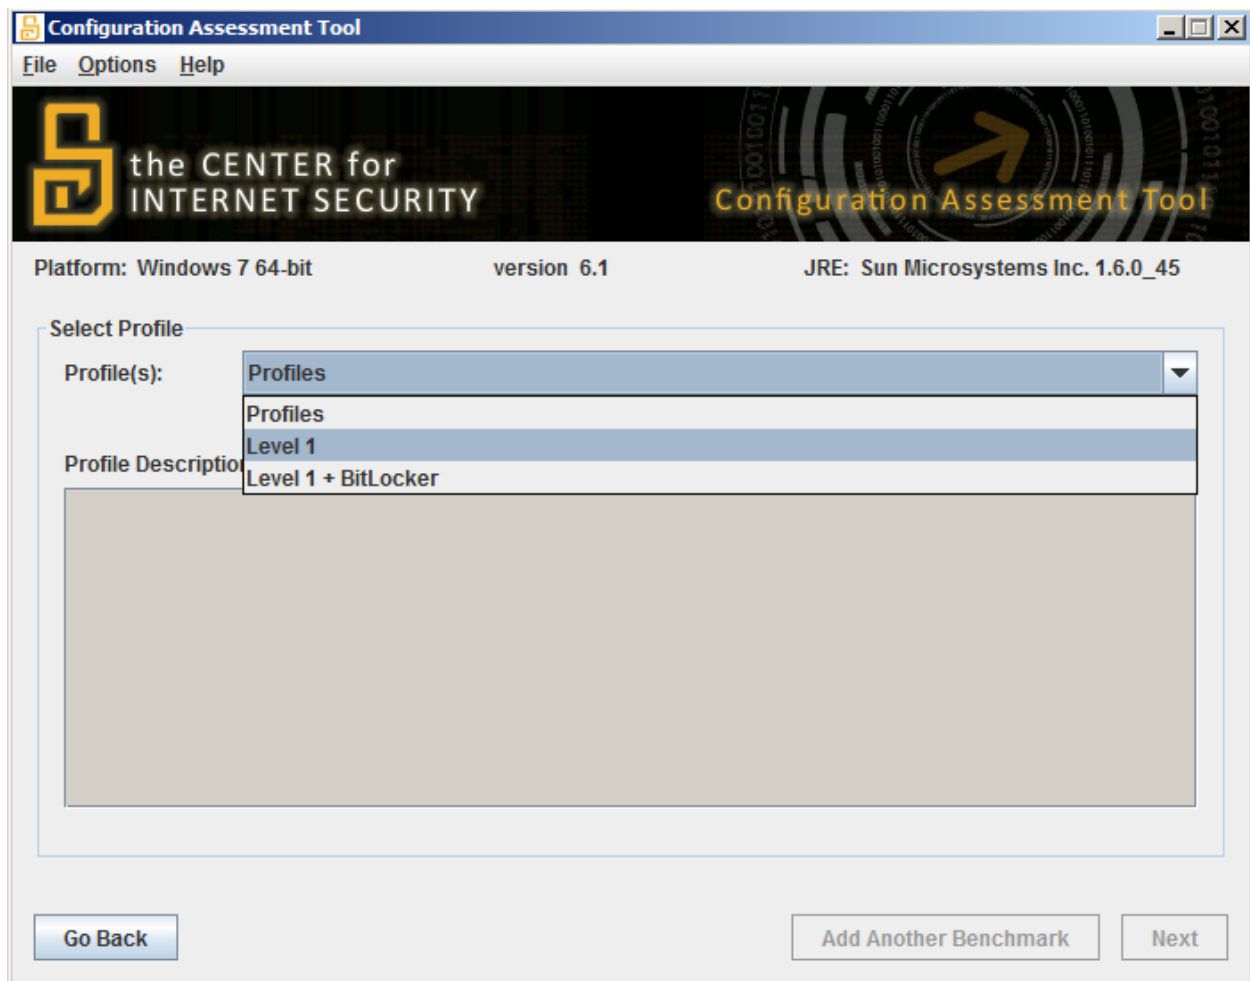 Configuration Assessment Tool
File Options Help
the CENTER for
INTERNET SECURITY
Configuration Assessment Tool
Platform: Windows 7 64-bit version 6.1 JRE: Sun Microsystems Inc. 1.6.0_45
Select Profile
Profile(s): Profiles
Profiles
Level 1
Profile Description
Level 1 + BitLocker
Go Back Add Another Benchmark Next